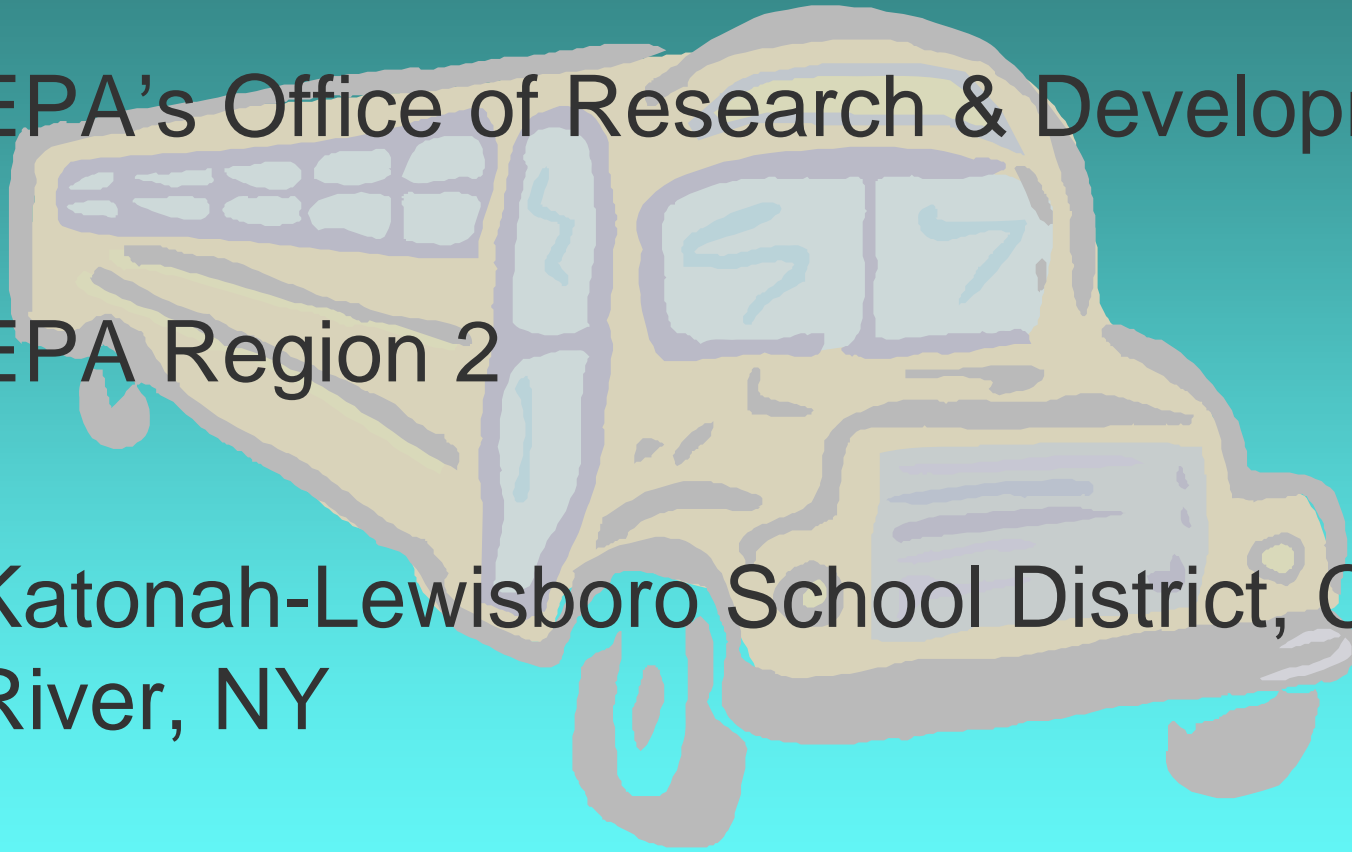 EPA’s Office of Research & Develop
EPA Region 2
Katonah-Lewisboro School District,
River, NY